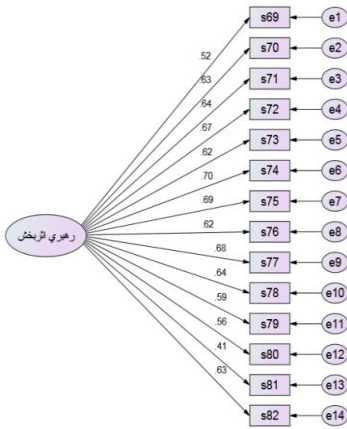 s69 e1
.52
s70 e2
.63
s71 e3
.64
s72 e4
.67
s73 e5
.62
s74 e6
.70
رهبري اثربخش
.69
s75 e7
.62
s76 e8
.68
s77 e9
.64
s78 e10
.59
s79 e11
.56
s80 e12
.41
s81 e13
.63
s82 e14